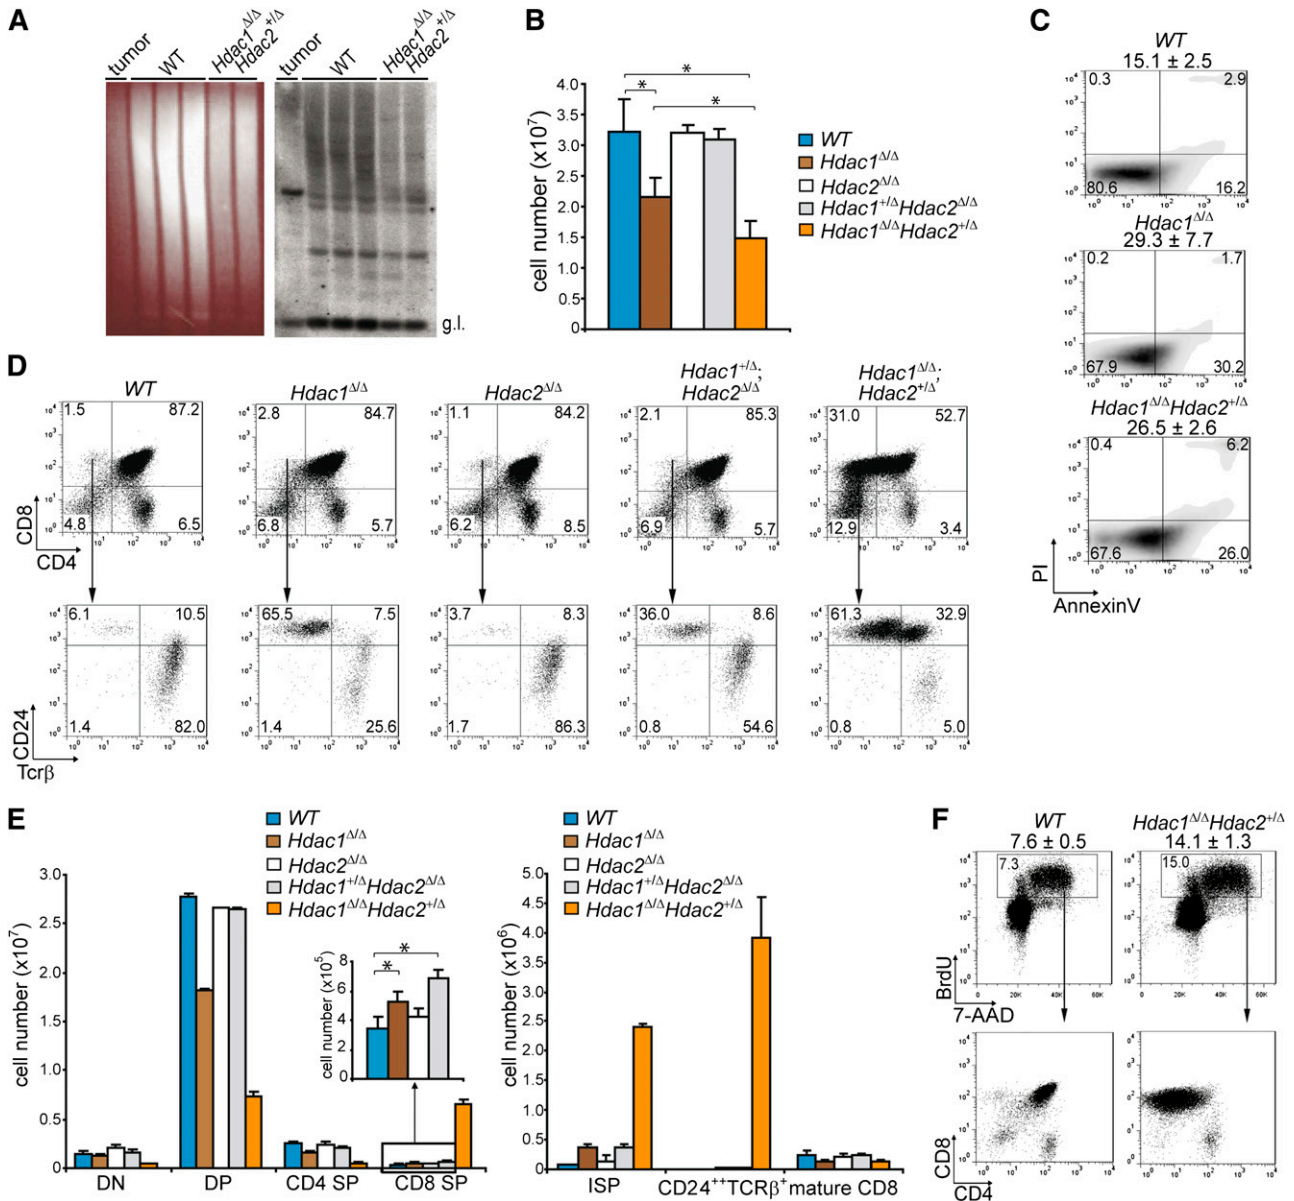 A
tumor
WT
Hdac1Δ/Δ
Hdac2+/Δ
tumor
WT
Hdac1Δ/Δ
Hdac2+/Δ
g.l.
B
cell number (x10⁷)
4.0
3.5
3.0
2.5
2.0
1.5
1.0
0.5
0
*
*
*
WT
Hdac1Δ/Δ
Hdac2Δ/Δ
Hdac1+/ΔHdac2Δ/Δ
Hdac1Δ/ΔHdac2+/Δ
C
WT
15.1 ± 2.5
0.3 2.9
80.6 16.2
Hdac1Δ/Δ
29.3 ± 7.7
0.2 1.7
67.9 30.2
Hdac1Δ/ΔHdac2+/Δ
26.5 ± 2.6
0.4 6.2
67.6 26.0
PI
AnnexinV
D
WT
1.5 87.2
4.8 6.5
Hdac1Δ/Δ
2.8 84.7
6.8 5.7
Hdac2Δ/Δ
1.1 84.2
6.2 8.5
Hdac1+/Δ;
Hdac2Δ/Δ
2.1 85.3
6.9 5.7
Hdac1Δ/Δ;
Hdac2+/Δ;
31.0 52.7
12.9 3.4
CD8
CD4
6.1 10.5
1.4 82.0
65.5 7.5
1.4 25.6
3.7 8.3
1.7 86.3
36.0 8.6
0.8 54.6
61.3 32.9
0.8 5.0
CD24
Tcrβ
E
WT
Hdac1Δ/Δ
Hdac2Δ/Δ
Hdac1+/ΔHdac2Δ/Δ
Hdac1Δ/ΔHdac2+/Δ
cell number (x10⁷)
3.0
2.5
2.0
1.5
1.0
0.5
0
DN DP CD4 SP CD8 SP
cell number (x10⁵)
8
6
4
2
0
*
*
WT
Hdac1Δ/Δ
Hdac2Δ/Δ
Hdac1+/ΔHdac2Δ/Δ
Hdac1Δ/ΔHdac2+/Δ
cell number (x10⁶)
5.0
4.5
4.0
3.5
3.0
2.5
2.0
1.5
1.0
0.5
0
ISP CD24++TCRβ+ mature CD8
F
WT
7.6 ± 0.5
7.3
Hdac1Δ/ΔHdac2+/Δ
14.1 ± 1.3
15.0
BrdU
7-AAD
20K 40K 60K
20K 40K 60K
CD8
CD4